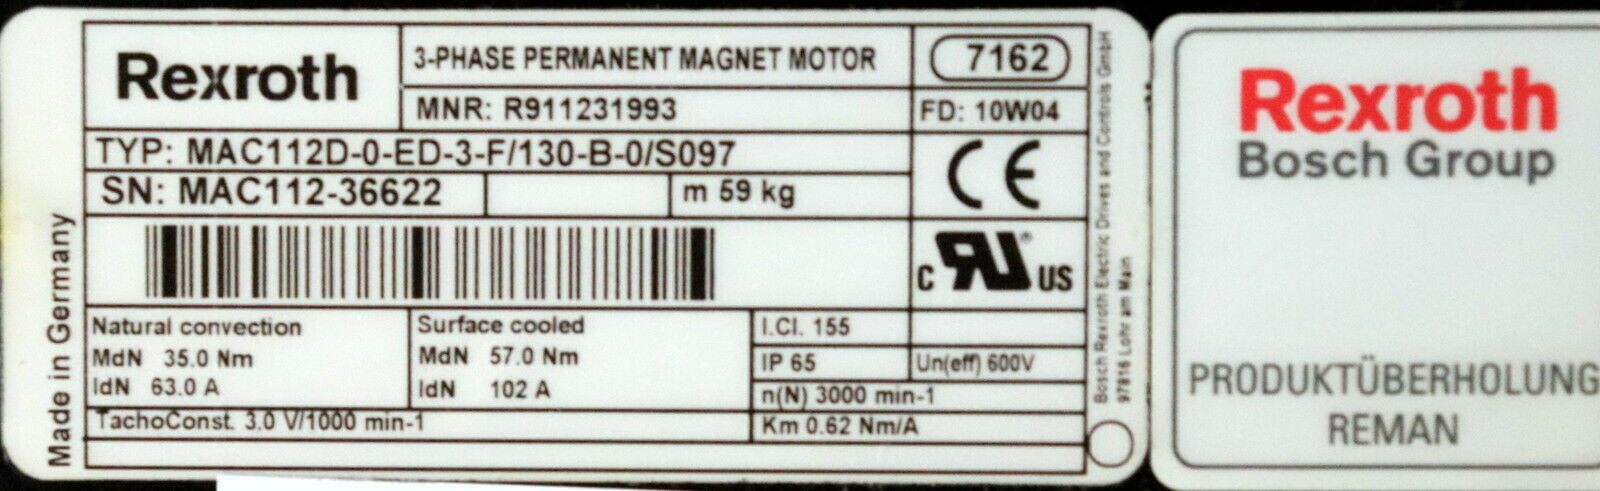 Rexroth
3-PHASE PERMANENT MAGNET MOTOR
7162
MNR: R911231993
FD: 10W04
TYP: MAC112D-0-ED-3-F/130-B-0/S097
SN: MAC112-36622
m 59 kg
CE
C RU ® US
Natural convection
MdN 35.0 Nm
IdN 63.0 A
Surface cooled
MdN 57.0 Nm
IdN 102 A
I.Cl. 155
IP 65
Un(eff) 600V
n(N) 3000 min-1
TachoConst. 3.0 V/1000 min-1
Km 0.62 Nm/A
Made in Germany
Bosch Rexroth Electric Drives and Controls GmbH
97816 Lohr am Main
Rexroth
Bosch Group
PRODUKTÜBERHOLUNG
REMAN